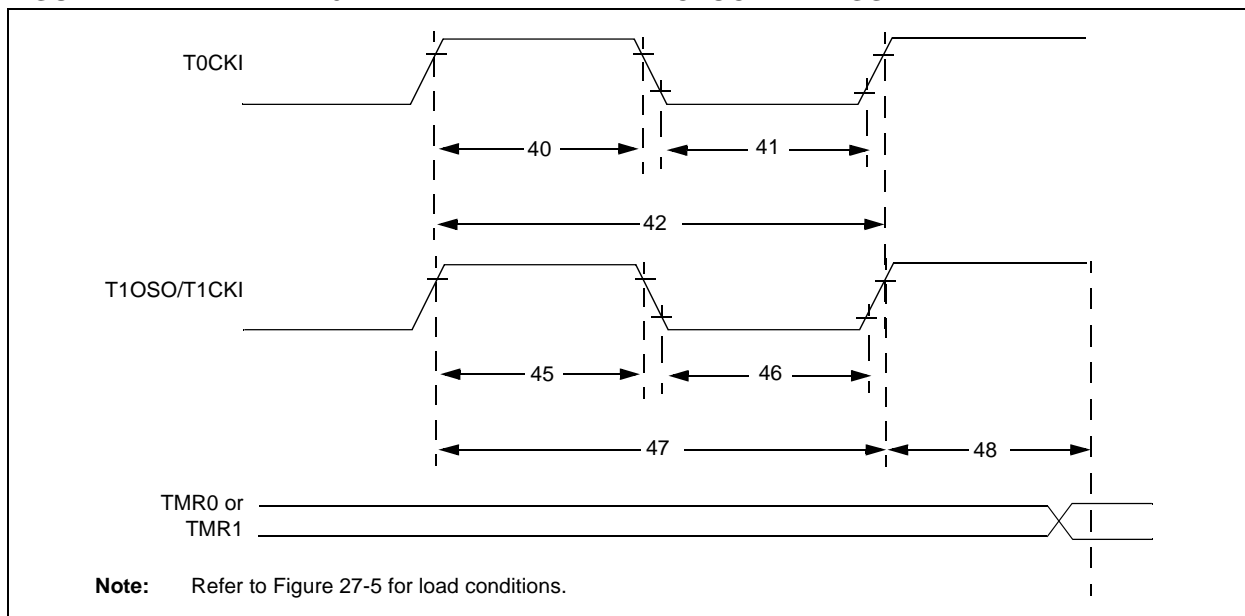 T0CKI
40
41
42
T1OSO/T1CKI
45
46
47
48
TMR0 or
TMR1
Note: Refer to Figure 27-5 for load conditions.